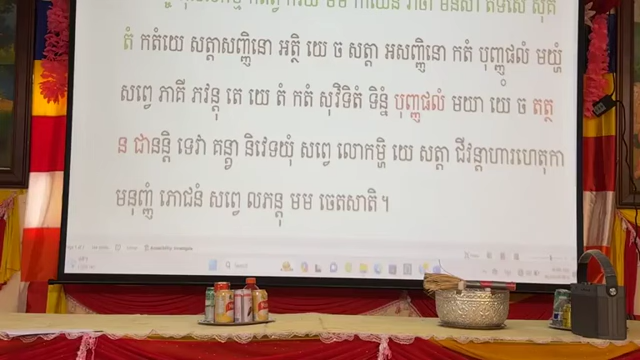 កតំយេ សត្តាសញ្ញិនោ អត្ថិ យេ ច សត្តា អសញ្ញិនោ កតំ បុញ្ញផលំ មយ្ហំ
សព្វេ ភាគី ភវន្តុ តេ យេ តំ កតំ សុវិទិតំ ទិន្នំ បុញ្ញផលំ មយា យេ ច តត្ថ
ន ជានន្តិ ទេវា គន្ត្វា និវេទយុំ សព្វេ លោកម្ហិ យេ សត្តា ជីវន្តាហារហេតុកា
មនុញ្ញំ ភោជនំ សព្វេ លភន្តុ មម ចេតសាតិ។
Search